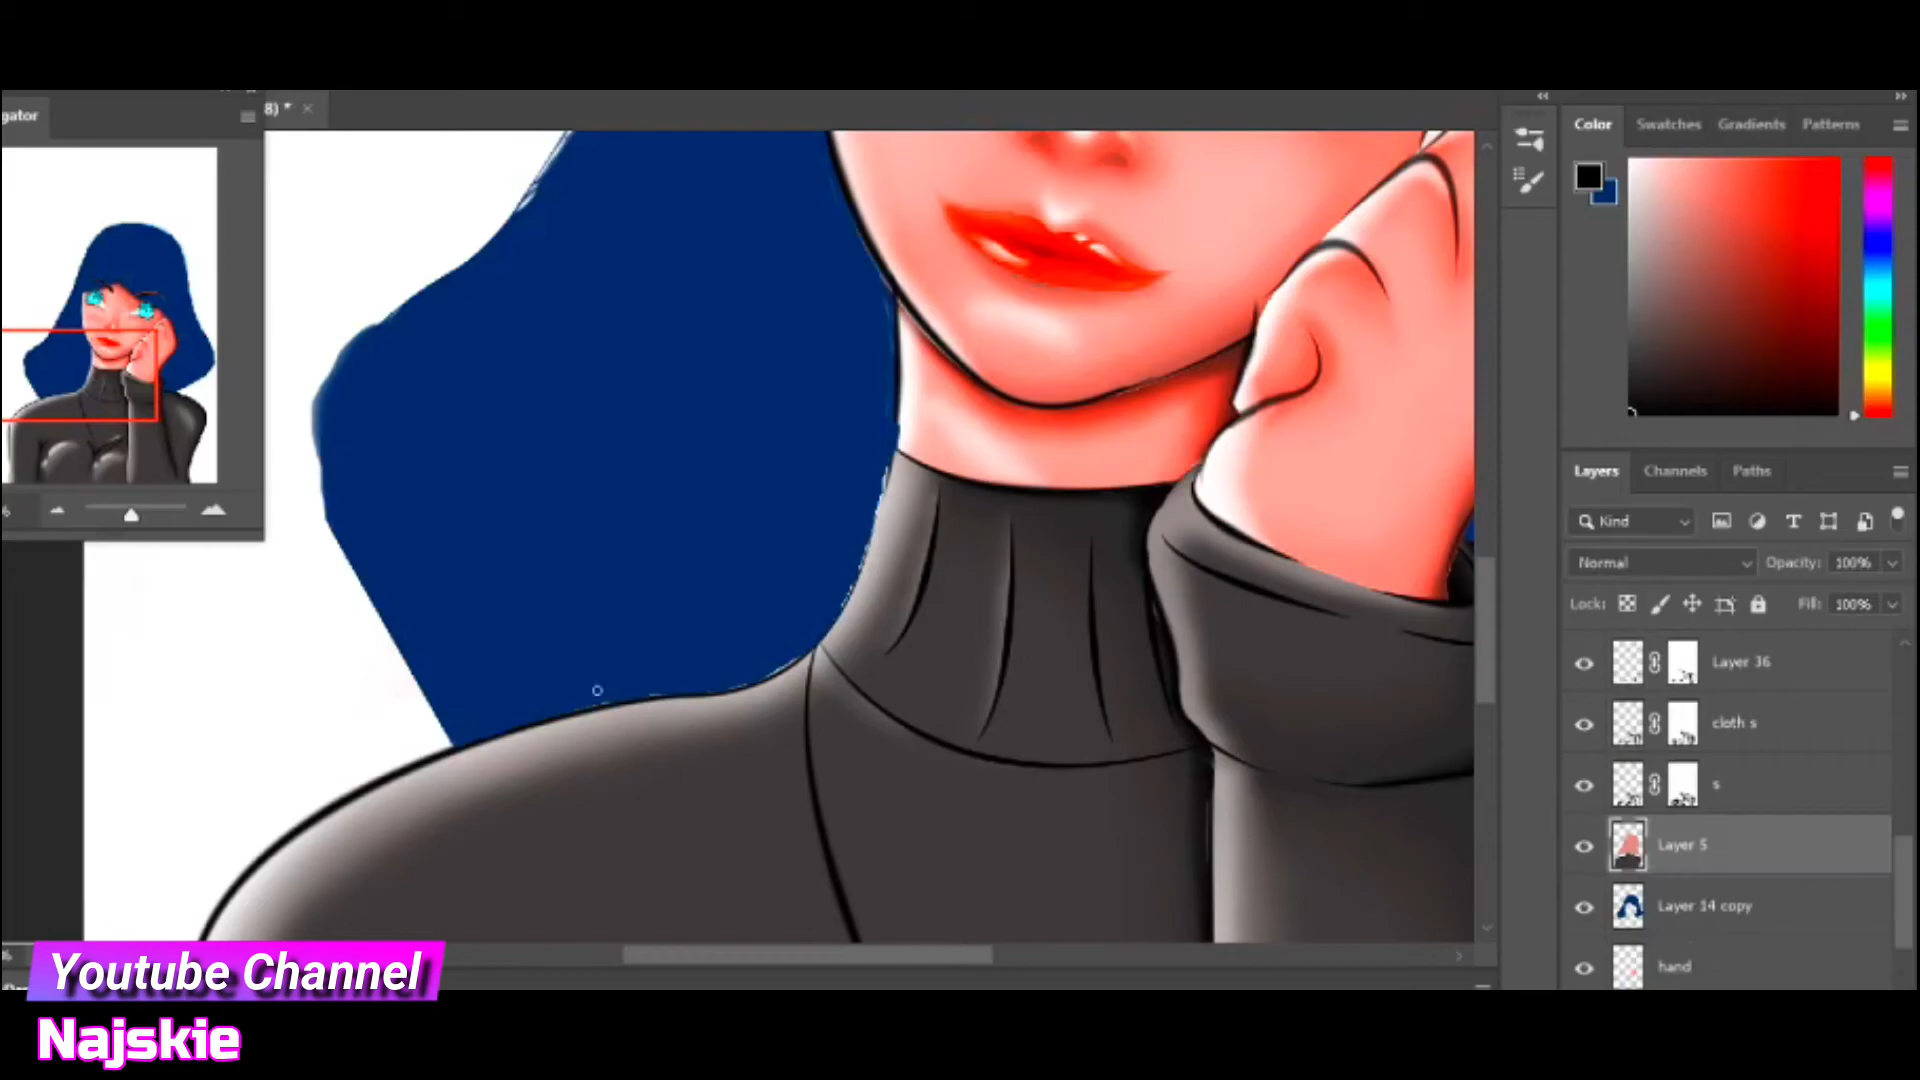 gator
8) *
Color Swatches Gradients Patterns
Layers Channels Paths
Kind
Normal Opacity: 100%
Lock: Fill: 100%
Layer 36
cloth s
s
Layer 5
Layer 14 copy
hand
%
%
Youtube Channel
Najskie